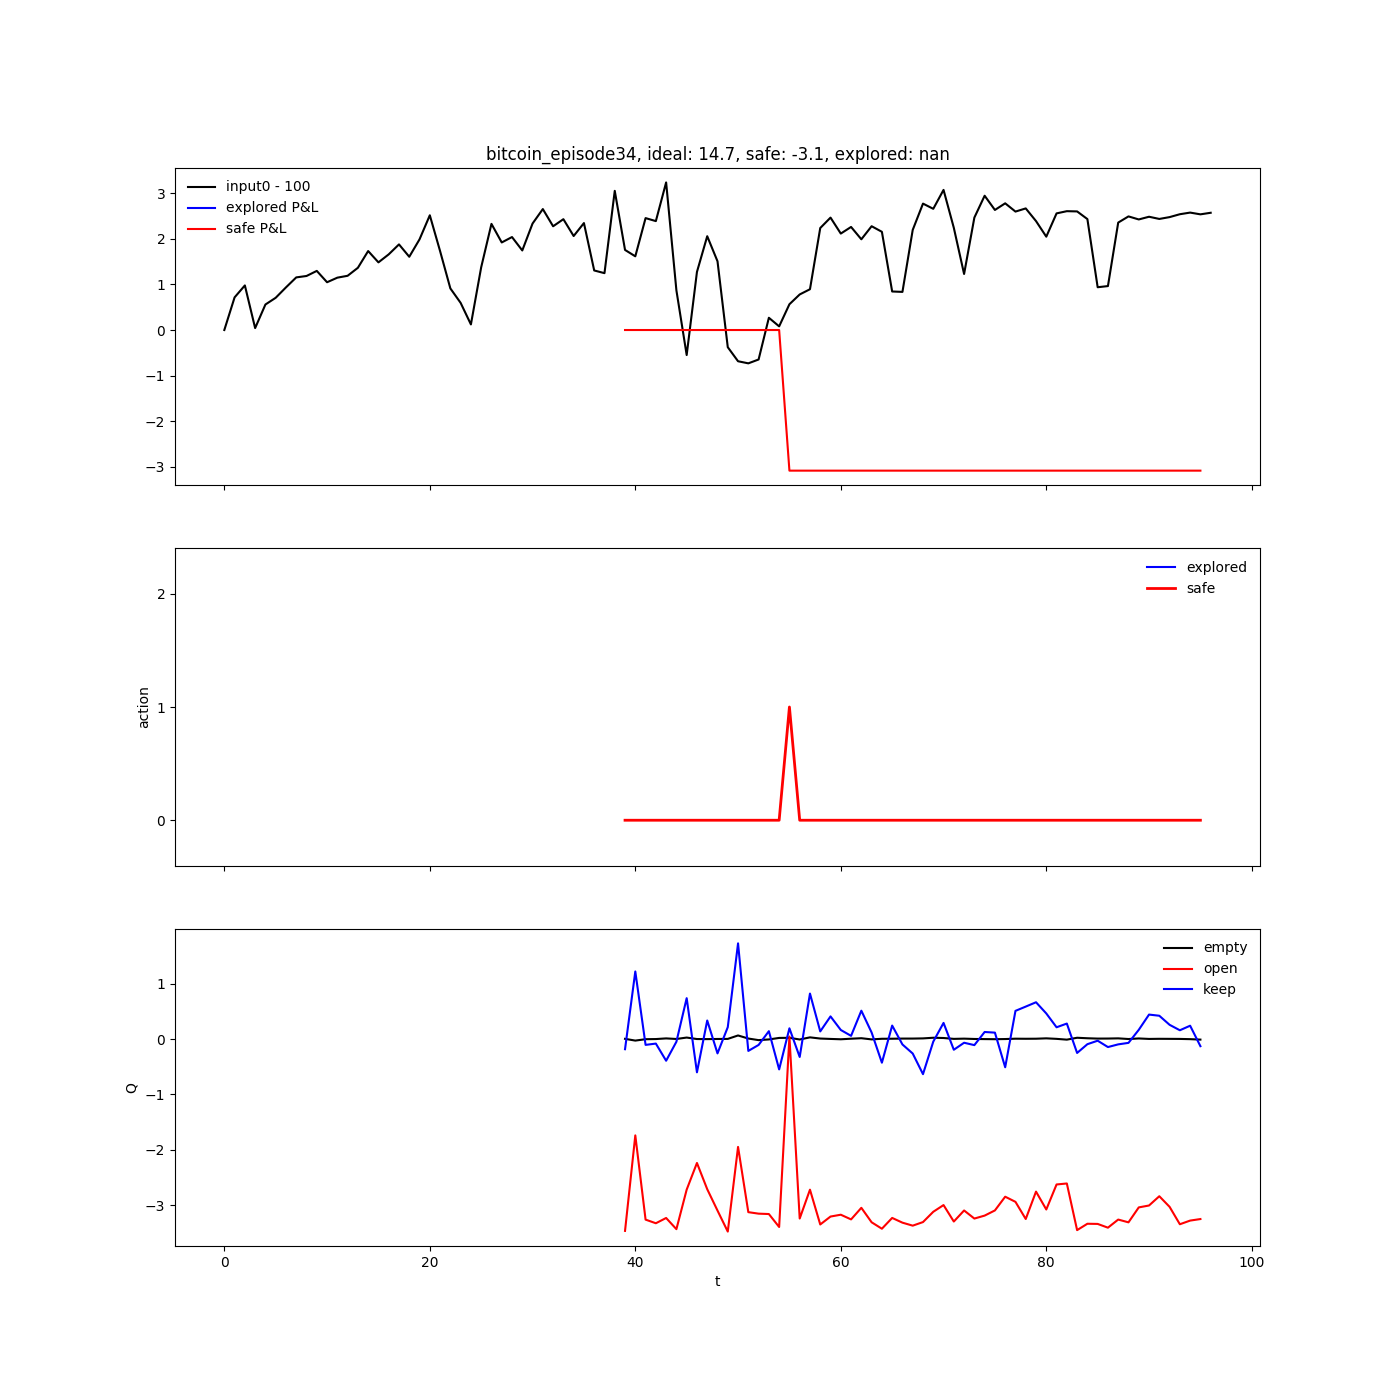 bitcoin_episode34, ideal: 14.7, safe: -3.1, explored: nan
input0 - 100
explored P&L
safe P&L
3
2
1
0
−1
−2
−3
explored
safe
2
1
0
action
empty
open
keep
1
0
−1
−2
−3
Q
0 20 40 60 80 100
t